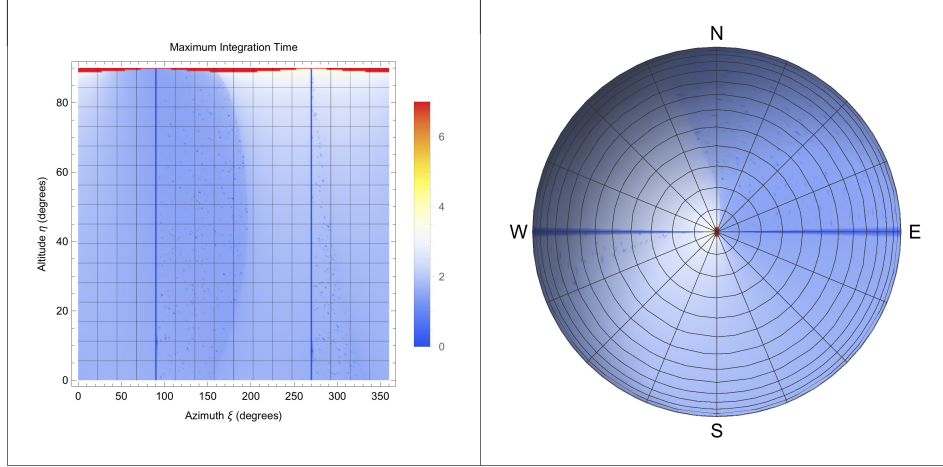 Maximum Integration Time
80
60
40
20
0
Altitude η (degrees)
0 50 100 150 200 250 300 350
Azimuth ξ (degrees)
6
4
2
0
N
W
E
S